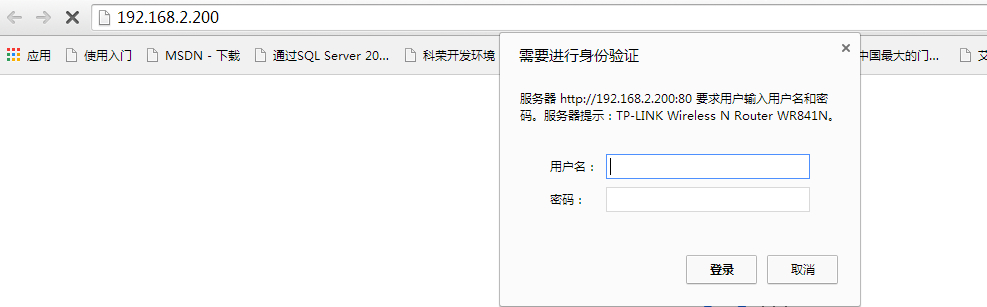 192.168.2.200
应用 使用入门 MSDN - 下载 通过SQL Server 20... 科荣开发环境 中国最大的门...
需要进行身份验证
服务器 http://192.168.2.200:80 要求用户输入用户名和密
码。服务器提示：TP-LINK Wireless N Router WR841N。
用户名：
密码：
登录 取消